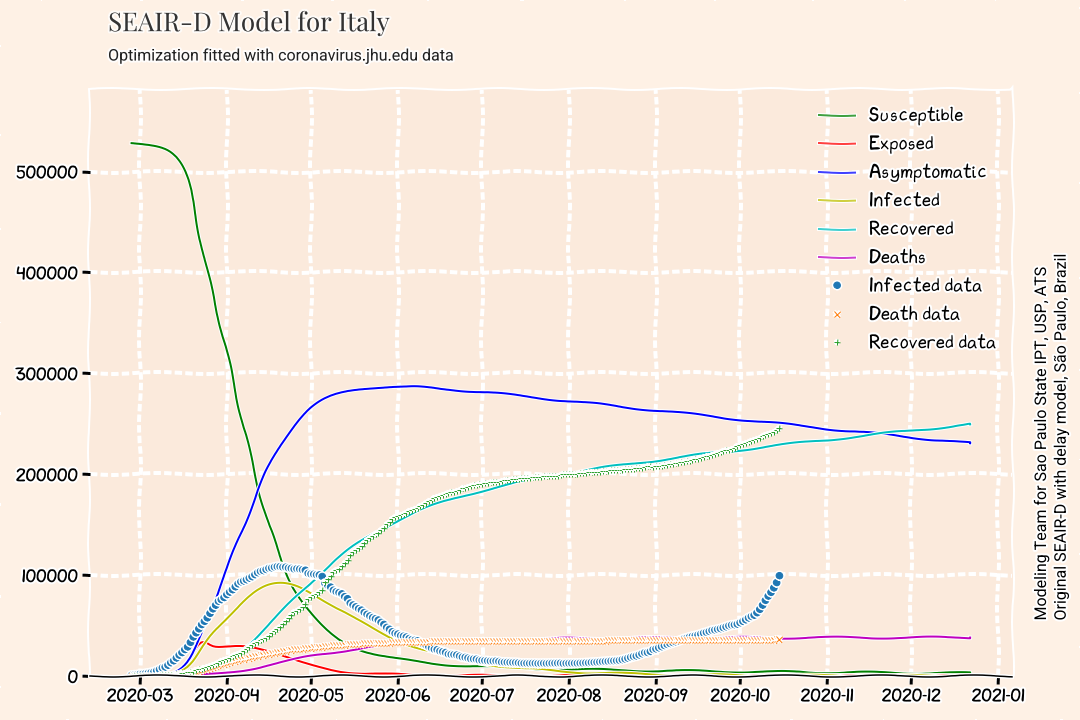 SEAIR-D Model for Italy
Optimization fitted with coronavirus.jhu.edu data
Susceptible
Exposed
Asymptomatic
Infected
Recovered
Deaths
Infected data
Death data
Recovered data
500000
400000
300000
200000
100000
0
2020-03
2020-04
2020-05
2020-06
2020-07
2020-08
2020-09
2020-10
2020-11
2020-12
2021-01
Modeling Team for Sao Paulo State IPT, USP, ATS
Original SEAIR-D with delay model, São Paulo, Brazil